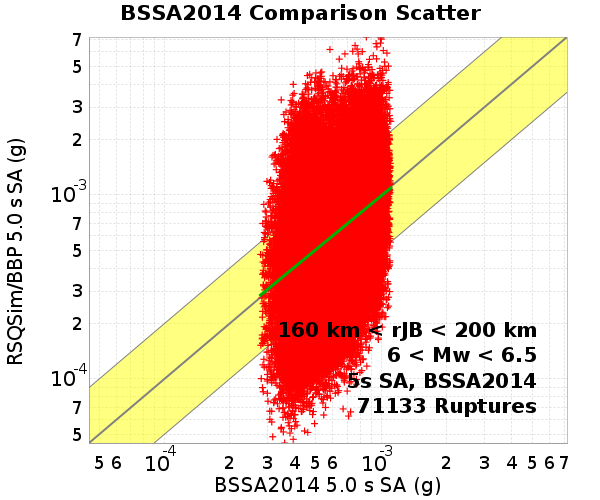 BSSA2014 Comparison Scatter
RSQSim/BBP 5.0 s SA (g)
7
5
3
2
10^-3
7
5
3
2
10^-4
7
5
160 km < rJB < 200 km
6 < Mw < 6.5
5s SA, BSSA2014
71133 Ruptures
5 6 10^-4 2 3 4 5 6 10^-3 2 3 4 5 6 7
BSSA2014 5.0 s SA (g)